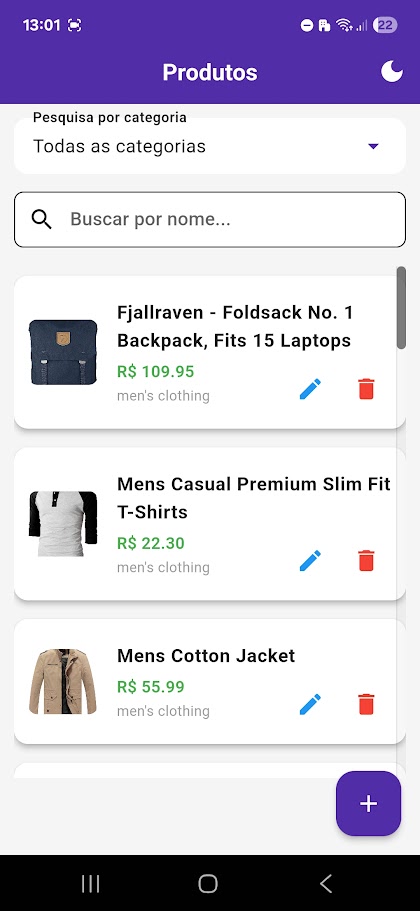 13:01
22
Produtos
Pesquisa por categoria
Todas as categorias
Buscar por nome...
Fjallraven - Foldsack No. 1
Backpack, Fits 15 Laptops
R$ 109.95
men's clothing
Mens Casual Premium Slim Fit
T-Shirts
R$ 22.30
men's clothing
Mens Cotton Jacket
R$ 55.99
men's clothing